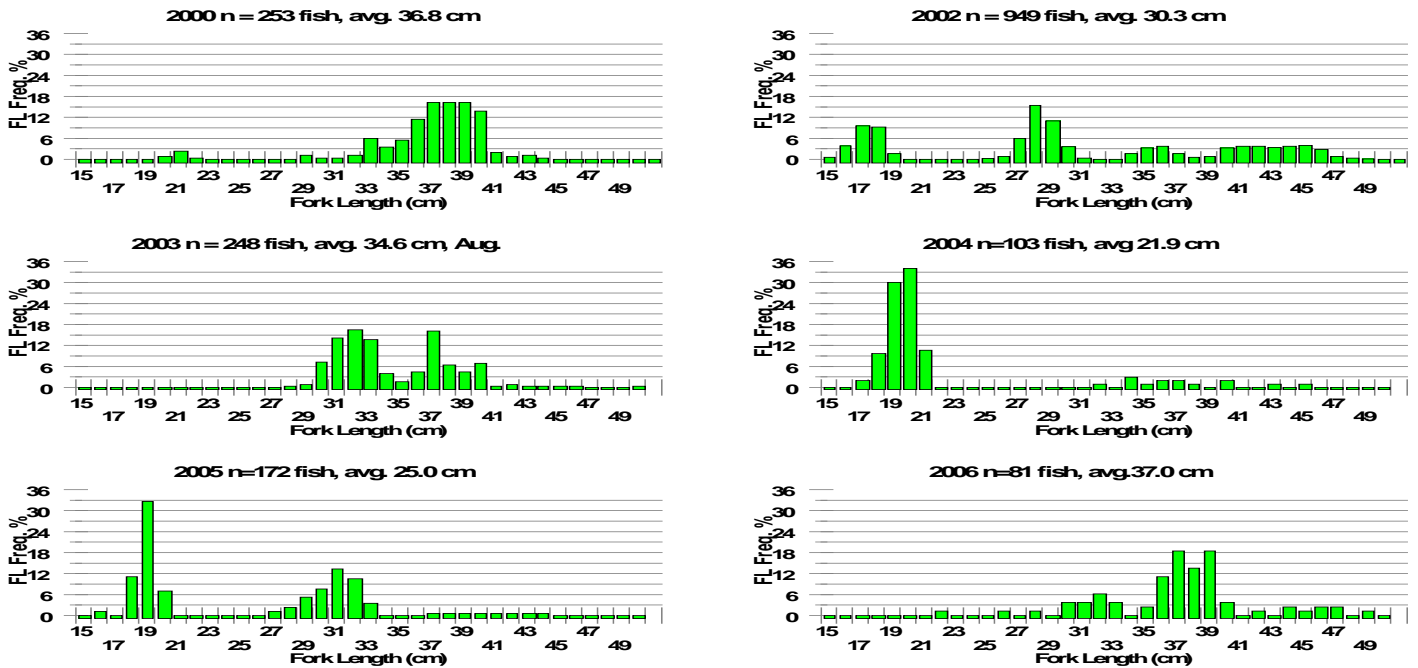 2000 n = 253 fish, avg. 36.8 cm
FL Freq. %
36
30
24
18
12
6
0
15 19 21 23 25 27 29 31 33 37 39 41 43 45 47 49
17
Fork Length (cm)
2002 n = 949 fish, avg. 30.3 cm
FL Freq. %
36
30
24
18
12
6
0
15 17 19 21 23 25 27 29 31 33 35 37 39 41 43 45 47 49
Fork Length (cm)
2003 n = 248 fish, avg. 34.6 cm, Aug.
FL Freq. %
36
30
24
18
12
6
0
15 17 19 21 23 25 27 29 31 33 35 37 39 41 43 45 47 49
Fork Length (cm)
2004 n=103 fish, avg 21.9 cm
FL Freq. %
36
30
24
18
12
6
0
15 17 19 21 23 25 27 29 31 33 35 37 39 41 43 45 47 49
Fork Length (cm)
2005 n=172 fish, avg. 25.0 cm
FL Freq. %
36
30
24
18
12
6
0
15 17 19 21 23 25 27 29 31 33 35 37 39 41 43 45 47 49
Fork Length (cm)
2006 n=81 fish, avg.37.0 cm
FL Freq. %
36
30
24
18
12
6
0
15 17 19 21 23 25 27 29 31 33 35 37 39 41 43 45 47 49
Fork Length (cm)